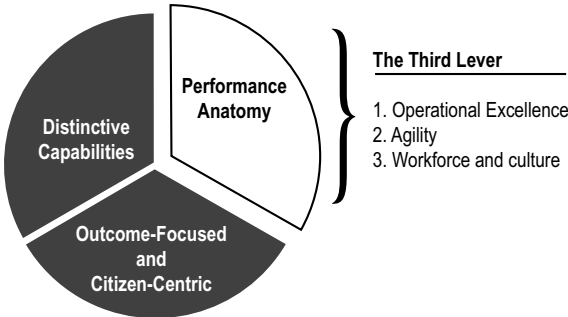 Performance
Anatomy
Distinctive
Capabilities
Outcome-Focused
and
Citizen-Centric
The Third Lever
1. Operational Excellence
2. Agility
3. Workforce and culture